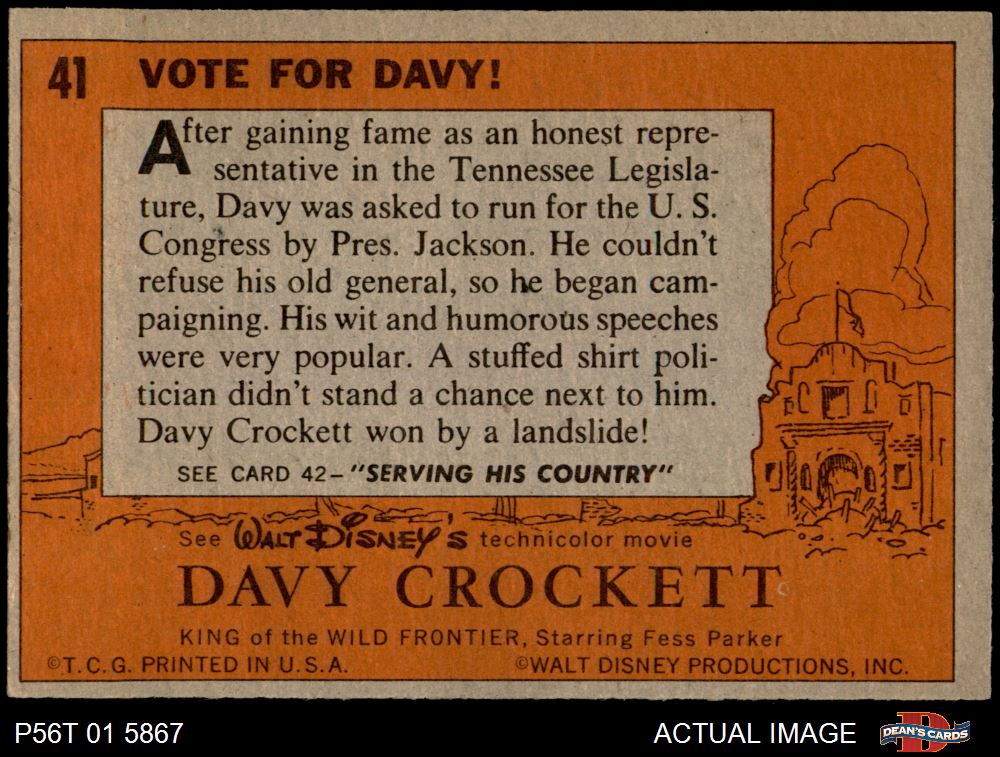 41 VOTE FOR DAVY!
After gaining fame as an honest repre-
sentative in the Tennessee Legisla-
ture, Davy was asked to run for the U. S.
Congress by Pres. Jackson. He couldn't
refuse his old general, so he began cam-
paigning. His wit and humorous speeches
were very popular. A stuffed shirt poli-
tician didn't stand a chance next to him.
Davy Crockett won by a landslide!
SEE CARD 42–"SERVING HIS COUNTRY"
See WALT DISNEY'S technicolor movie
DAVY CROCKETT
KING of the WILD FRONTIER, Starring Fess Parker
©T.C.G. PRINTED IN U.S.A. ©WALT DISNEY PRODUCTIONS, INC.
P56T 01 5867 ACTUAL IMAGE D DEAN'S CARDS